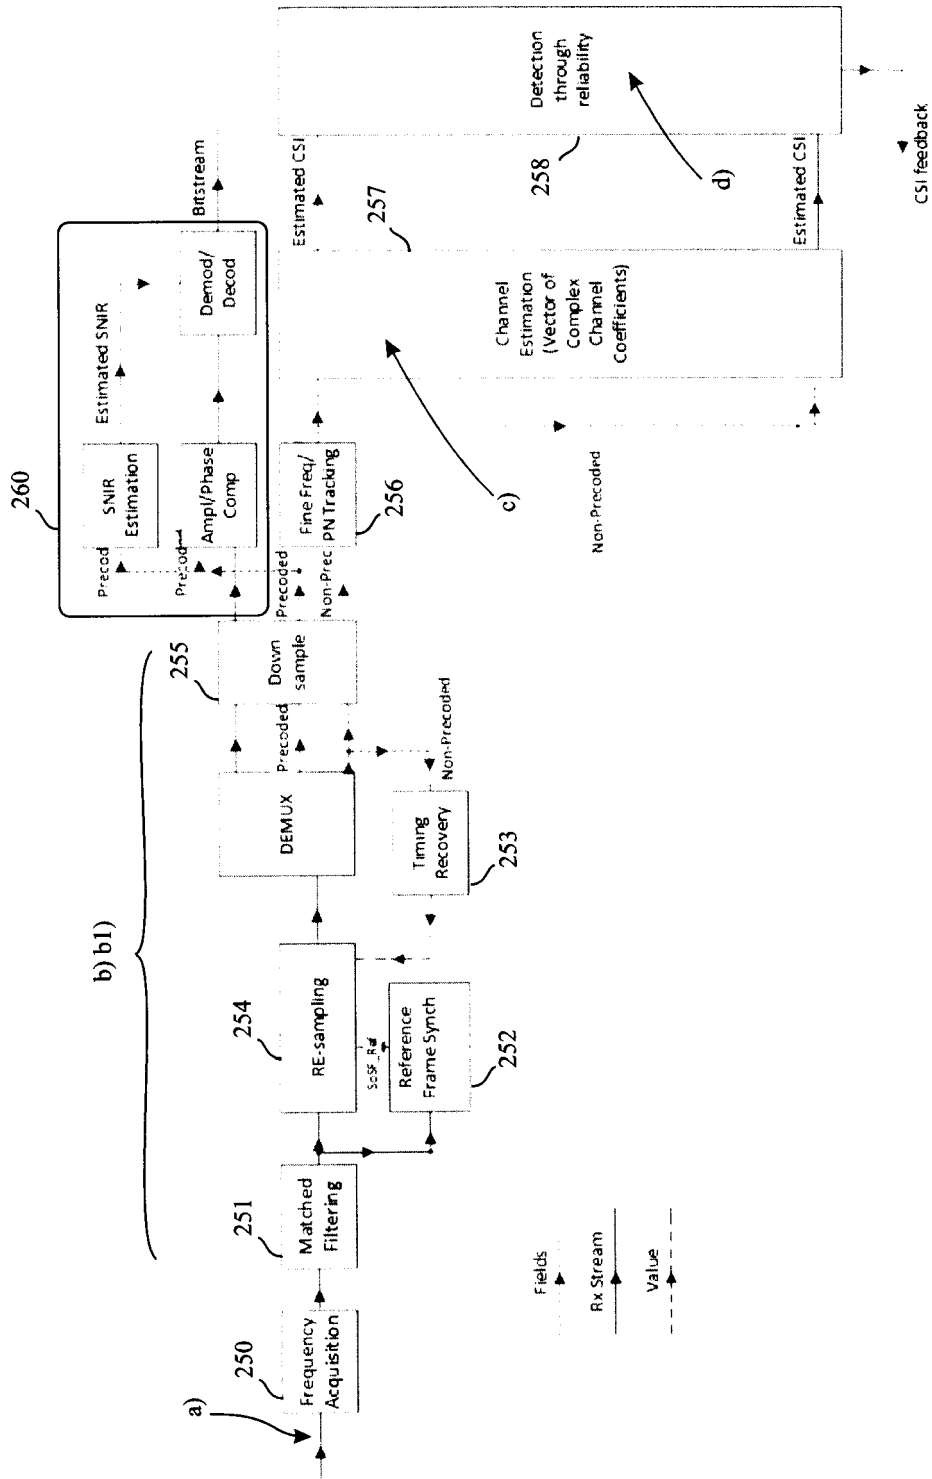 a)
250
Frequency
Acquisition
251
Matched
Filtering
b) b1)
254
RE-sampling
SoSF_Ref
Reference
Frame Synch
252
DEMUX
Timing
Recovery
253
Non-Precoded
Precoded
255
Down
sample
Precoded
Non-Prec
Fine Freq/
PN Tracking
256
260
Precod
Precod
SNIR
Estimation
Ampl/Phase
Comp
Estimated SNIR
Demod/
Decod
Bitstream
c)
Non-Precoded
257
Channel
Estimation
(Vector of
Complex
Channel
Coefficients)
Estimated CSI
Estimated CSI
258
d)
Detection
through
reliability
CSI feedback
Fields
Rx Stream
Value